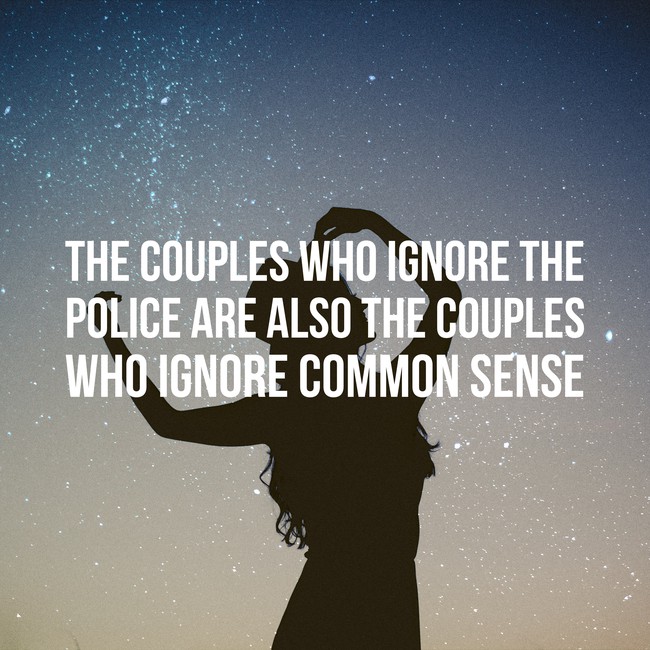 THE COUPLES WHO IGNORE THE
POLICE ARE ALSO THE COUPLES
WHO IGNORE COMMON SENSE